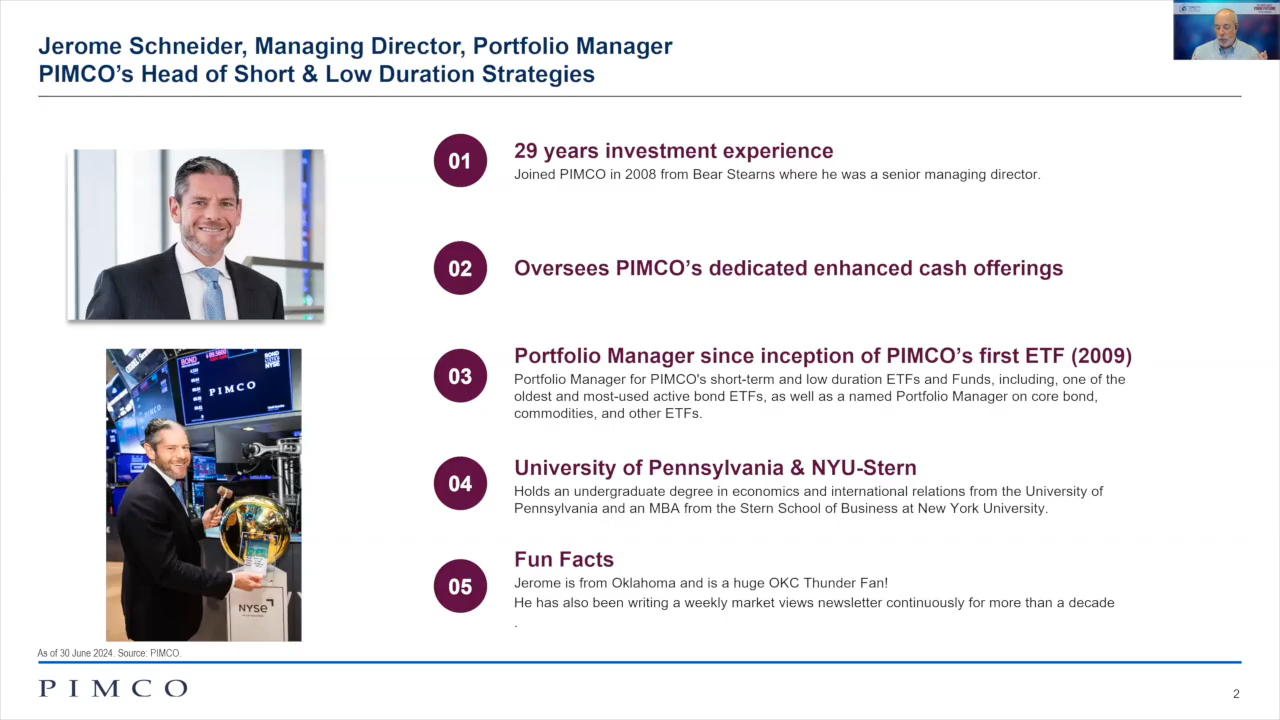 Jerome Schneider, Managing Director, Portfolio Manager
PIMCO’s Head of Short & Low Duration Strategies
01
29 years investment experience
Joined PIMCO in 2008 from Bear Stearns where he was a senior managing director.
02
Oversees PIMCO’s dedicated enhanced cash offerings
03
Portfolio Manager since inception of PIMCO’s first ETF (2009)
Portfolio Manager for PIMCO's short-term and low duration ETFs and Funds, including, one of the
oldest and most-used active bond ETFs, as well as a named Portfolio Manager on core bond,
commodities, and other ETFs.
BOND
BOND
NYSE
PIMCO
PIMCO
NYSE
04
University of Pennsylvania & NYU-Stern
Holds an undergraduate degree in economics and international relations from the University of
Pennsylvania and an MBA from the Stern School of Business at New York University.
05
Fun Facts
Jerome is from Oklahoma and is a huge OKC Thunder Fan!
He has also been writing a weekly market views newsletter continuously for more than a decade
.
As of 30 June 2024. Source: PIMCO.
PIMCO
2